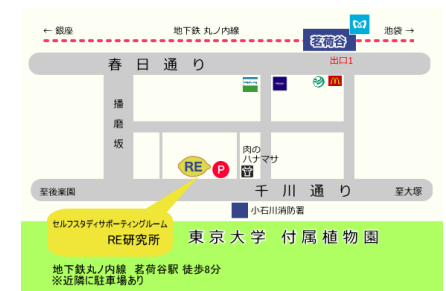 ← 銀座
地下鉄 丸ノ内線
池袋 →
茗荷谷
出口1
春日通り
播磨坂
肉の
ハナマサ
RE
P
至後楽園
千川通り
至大塚
小石川消防署
セルフスタディサポーティングルーム
RE研究所
東京大学 付属植物園
地下鉄丸ノ内線 茗荷谷駅 徒歩8分
※近隣に駐車場あり